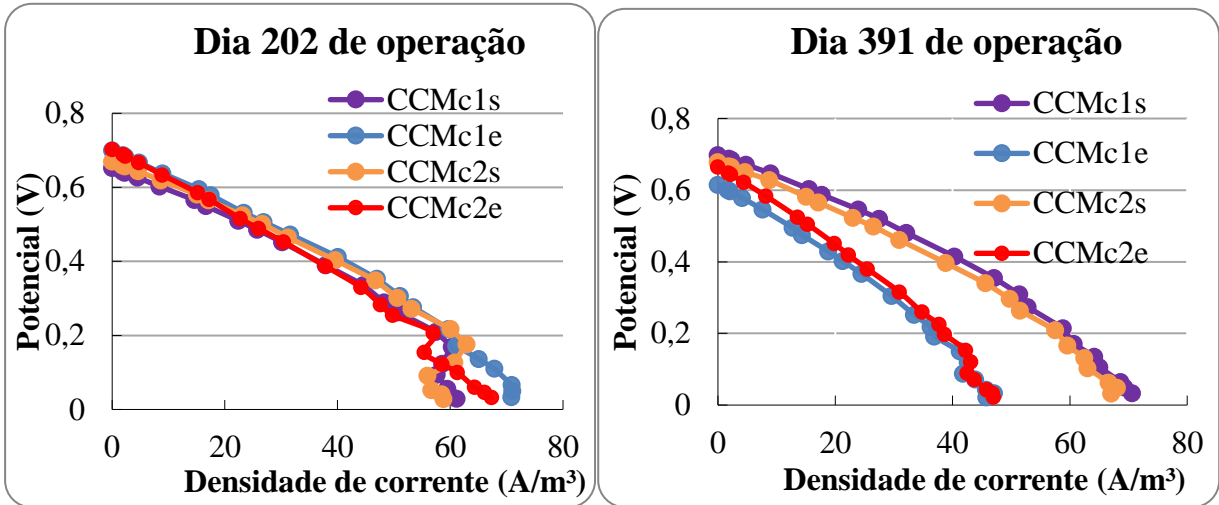 Dia 202 de operação
CCMc1s
CCMc1e
CCMc2s
CCMc2e
Potencial (V)
0,8
0,6
0,4
0,2
0
0
20
40
60
80
Densidade de corrente (A/m³)
Dia 391 de operação
CCMc1s
CCMc1e
CCMc2s
CCMc2e
Potencial (V)
0,8
0,6
0,4
0,2
0
0
20
40
60
80
Densidade de corrente (A/m³)